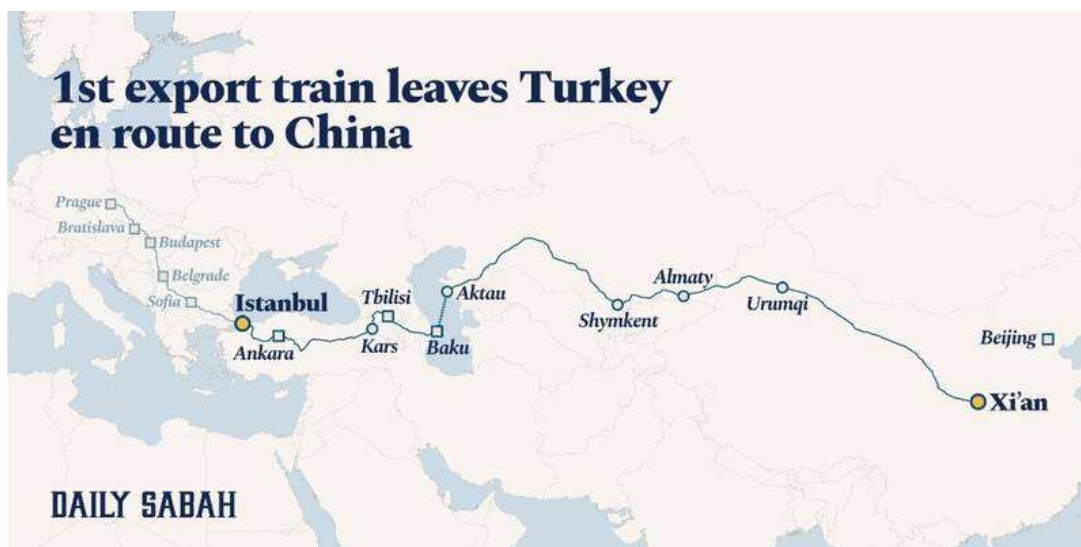 1st export train leaves Turkey
en route to China
Prague
Bratislava
Budapest
Belgrade
Sofia
Istanbul
Ankara
Tbilisi
Kars
Baku
Aktau
Shymkent
Almaty
Urumqi
Beijing
Xi'an
DAILY SABAH